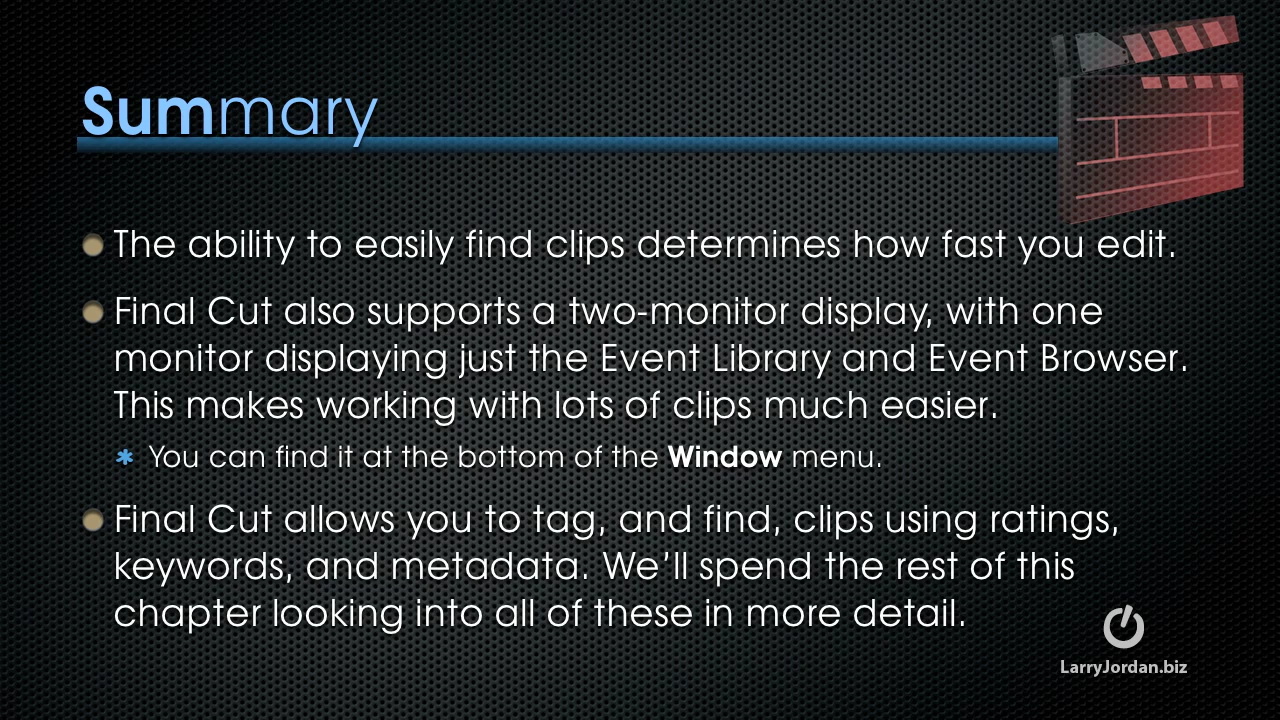 Summary
The ability to easily find clips determines how fast you edit.
Final Cut also supports a two-monitor display, with one
monitor displaying just the Event Library and Event Browser.
This makes working with lots of clips much easier.
You can find it at the bottom of the Window menu.
Final Cut allows you to tag, and find, clips using ratings,
keywords, and metadata. We’ll spend the rest of this
chapter looking into all of these in more detail.
LarryJordan.biz